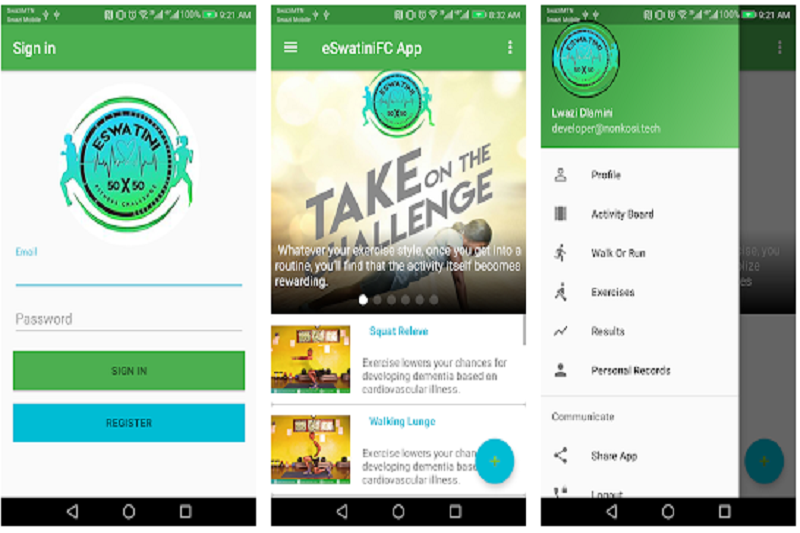 SwaziMTN
Swazi Mobile
100% 9:21 AM
Sign in
ESWATINI
50 X 50
FITNESS CHALLENGE
Email
Password
SIGN IN
REGISTER
SwaziMTN
Swazi Mobile
8:32 AM
eSwatiniFC App
ESWATINI
50X50
TAKE ON THE
CHALLENGE
Whatever your exercise style, once you get into a
routine, you'll find that the activity itself becomes
rewarding.
Squat Releve
Exercise lowers your chances for
developing dementia based on
cardiovascular illness.
Walking Lunge
Exercise lowers your chan
developing dementia base
cardiovascular illness.
+
SwaziMTN
Swazi Mobile
100% 9:21 AM
ESWATINI
50 X 50
Lwazi Dlamini
developer@nonkosi.tech
Profile
Activity Board
Walk Or Run
Exercises
Results
Personal Records
Communicate
Share App
Logout